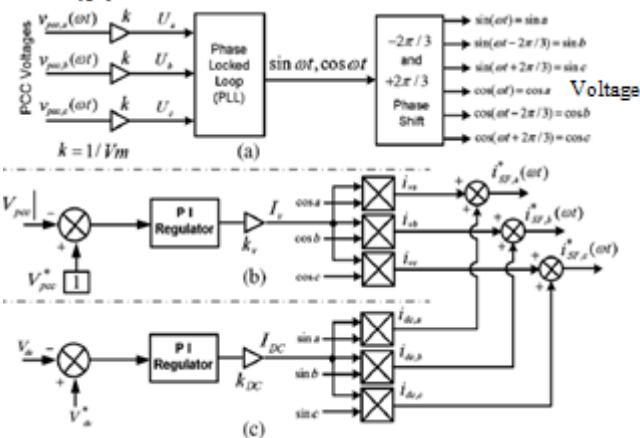 PCC Voltages
v_pcc,a(ωt) k U_a
v_pcc,b(ωt) k U_b
v_pcc,c(ωt) k U_c
k = 1/Vm
Phase
Locked
Loop
(PLL)
sin ωt, cos ωt
−2π/3
and
+2π/3
Phase
Shift
sin(ωt) = sin a
sin(ωt−2π/3) = sin b
sin(ωt+2π/3) = sin c
cos(ωt) = cos a
cos(ωt−2π/3) = cos b
cos(ωt+2π/3) = cos c
Voltage
(a)
V_pcc| −
+
V*_pcc 1
P I
Regulator
I_v
k_v
cos a
cos b
cos c
i_va
i_vb
i_vc
+ +
+ +
+ +
i*_SF,a(ωt)
i*_SF,b(ωt)
i*_SF,c(ωt)
(b)
V_dc −
+
V*_dc
P I
Regulator
I_DC
k_DC
sin a
sin b
sin c
i_dc,a
i_dc,b
i_dc,c
(c)